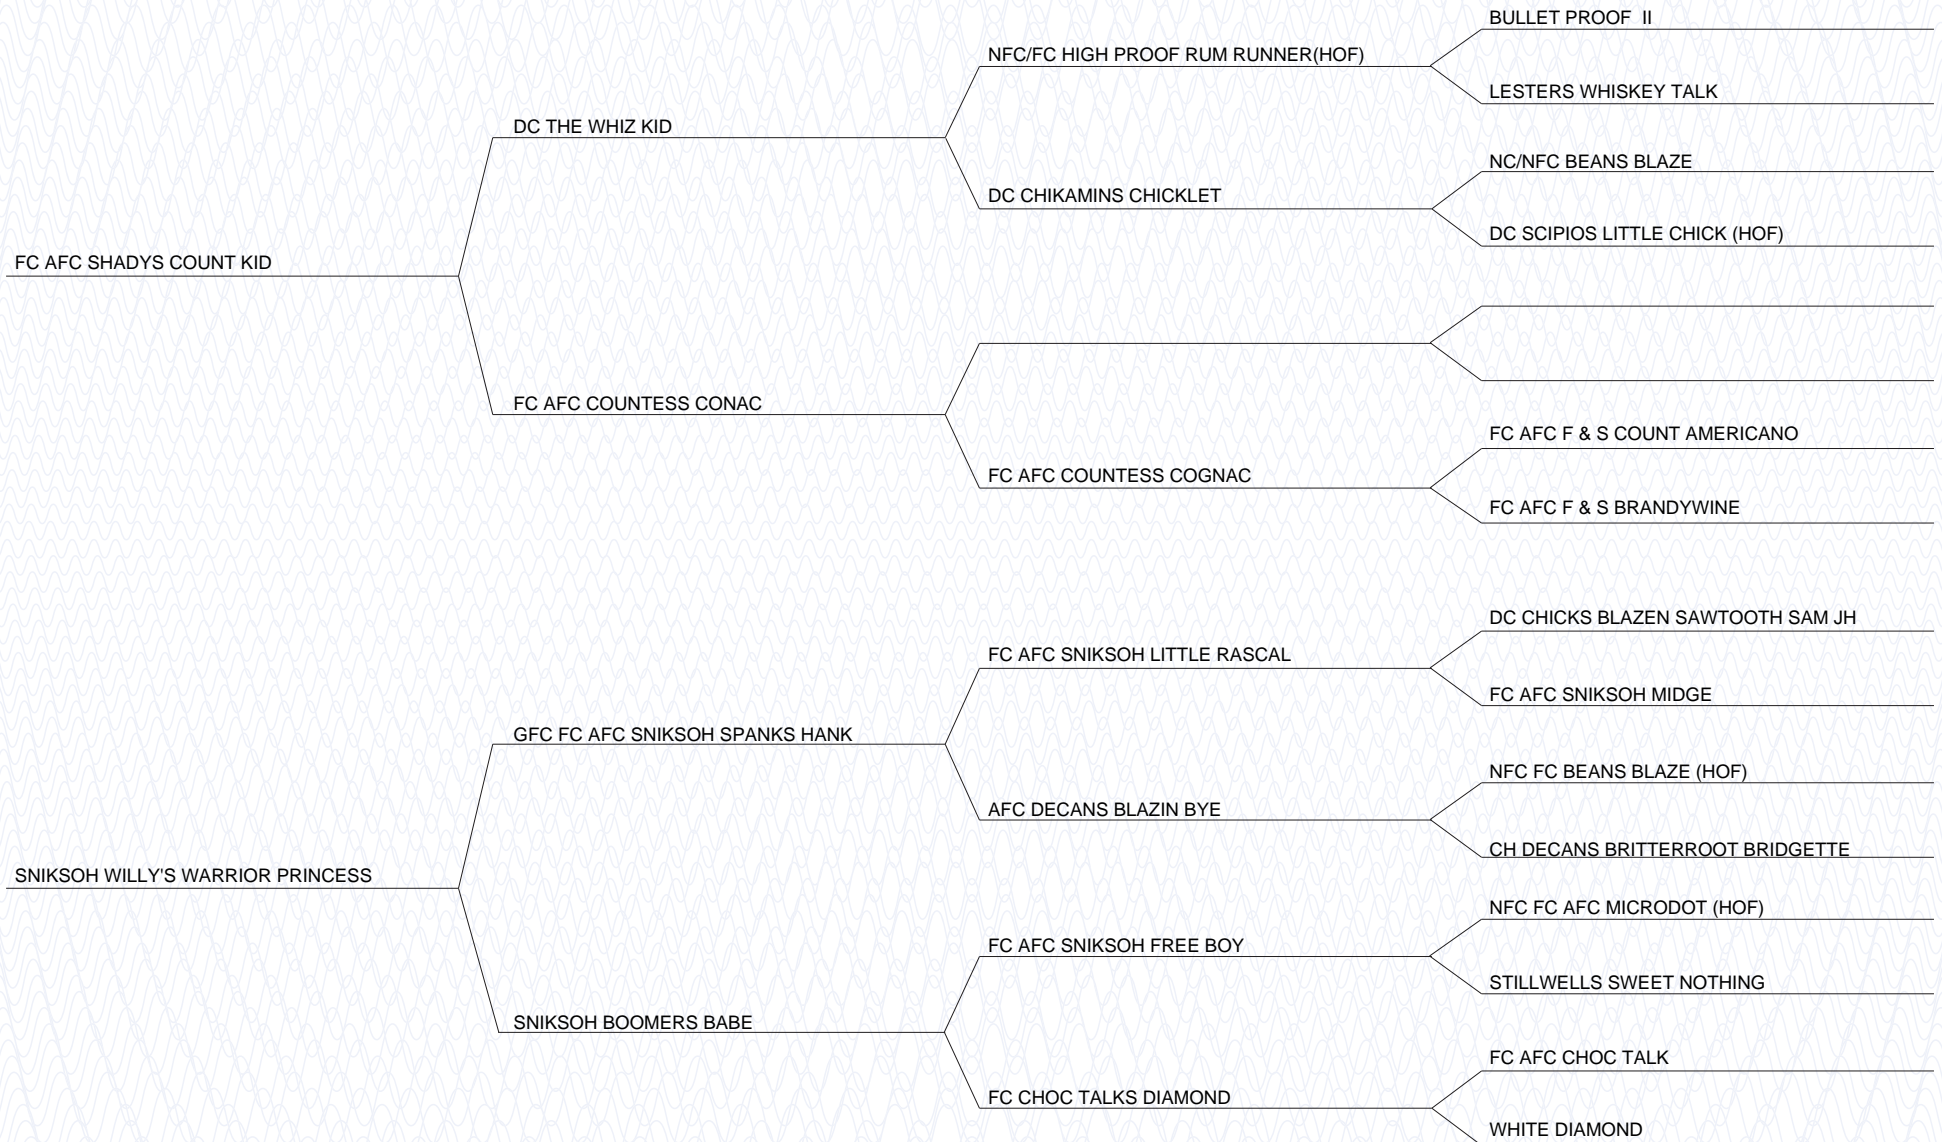 BULLET PROOF  II
NFC/FC HIGH PROOF RUM RUNNER(HOF)
LESTERS WHISKEY TALK
DC THE WHIZ KID
NC/NFC BEANS BLAZE
DC CHIKAMINS CHICKLET
DC SCIPIOS LITTLE CHICK (HOF)
FC AFC SHADYS COUNT KID
FC AFC COUNTESS CONAC
FC AFC F & S COUNT AMERICANO
FC AFC COUNTESS COGNAC
FC AFC F & S BRANDYWINE
DC CHICKS BLAZEN SAWTOOTH SAM JH
FC AFC SNIKSOH LITTLE RASCAL
FC AFC SNIKSOH MIDGE
GFC FC AFC SNIKSOH SPANKS HANK
NFC FC BEANS BLAZE (HOF)
AFC DECANS BLAZIN BYE
CH DECANS BRITTERROOT BRIDGETTE
SNIKSOH WILLY'S WARRIOR PRINCESS
NFC FC AFC MICRODOT (HOF)
FC AFC SNIKSOH FREE BOY
STILLWELLS SWEET NOTHING
SNIKSOH BOOMERS BABE
FC AFC CHOC TALK
FC CHOC TALKS DIAMOND
WHITE DIAMOND